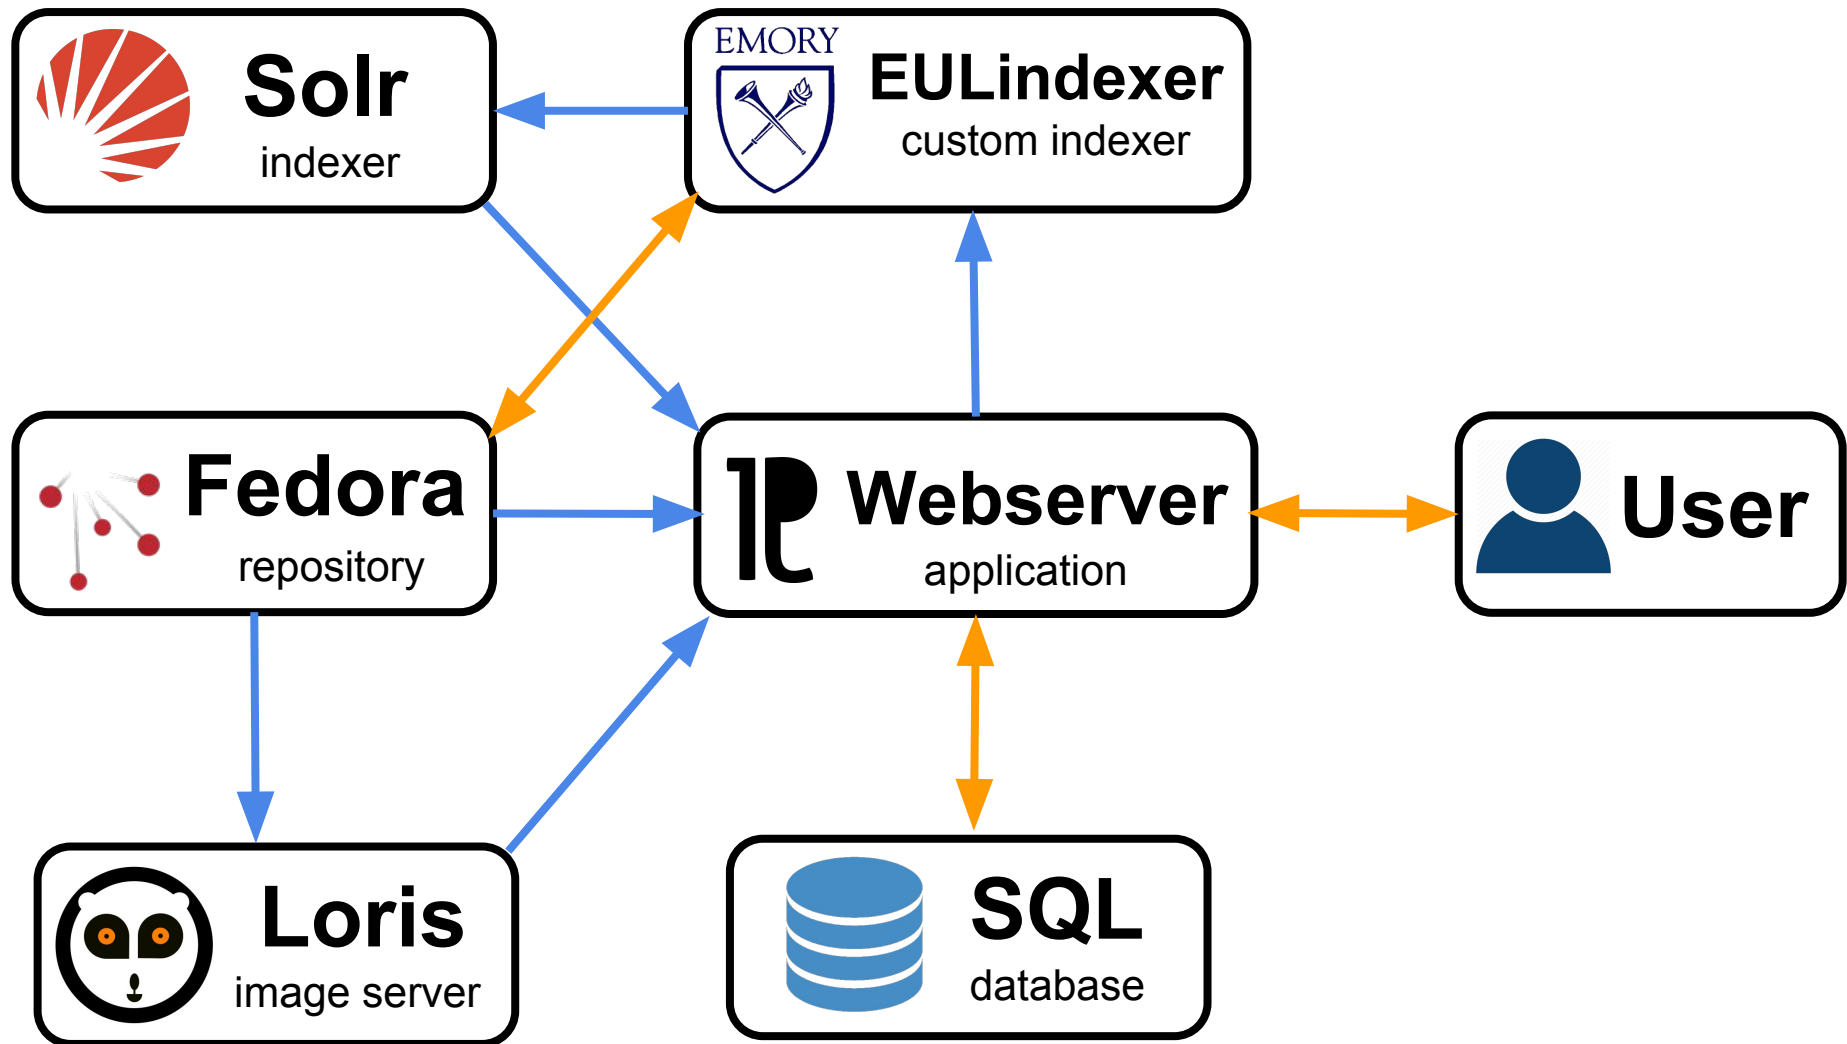 Solr
indexer
EMORY
EULindexer
custom indexer
Fedora
repository
Webserver
application
User
Loris
image server
SQL
database